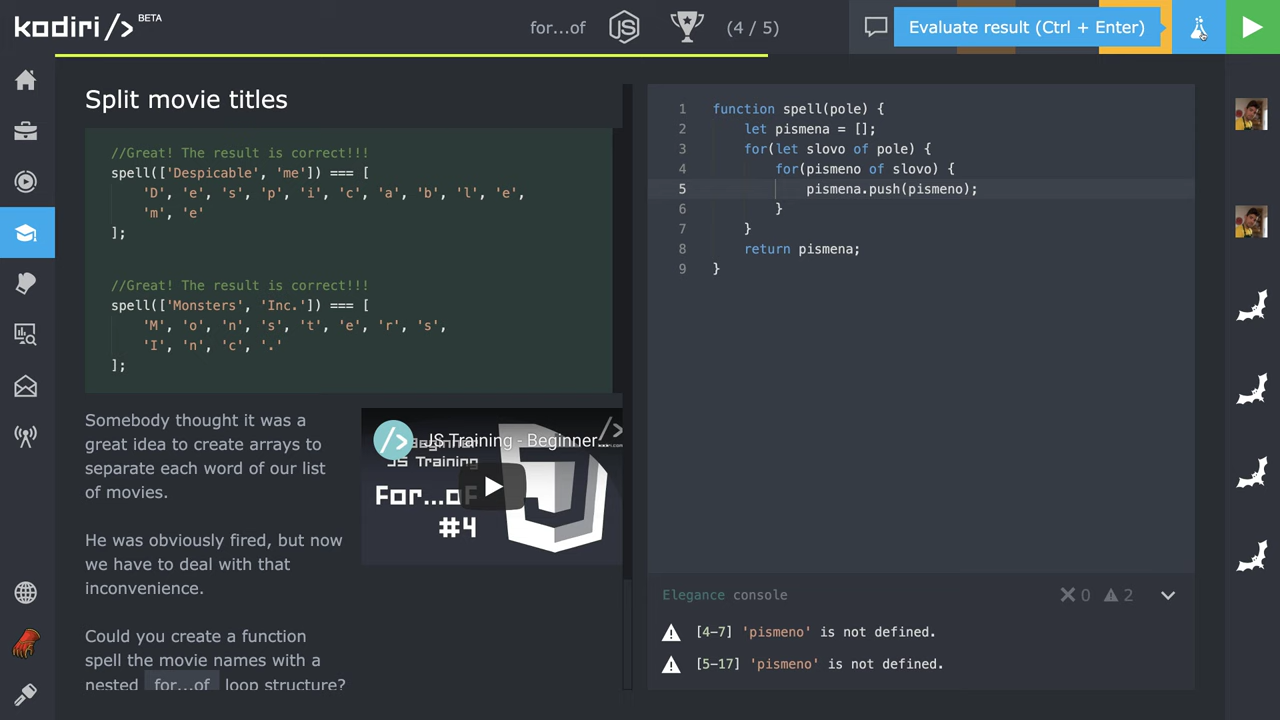 kodiri/> BETA
for...of
JS
(4 / 5)
Evaluate result (Ctrl + Enter)
Split movie titles
//Great! The result is correct!!!
spell(['Despicable', 'me']) === [
'D', 'e', 's', 'p', 'i', 'c', 'a', 'b', 'l', 'e',
'm', 'e'
];
//Great! The result is correct!!!
spell(['Monsters', 'Inc.']) === [
'M', 'o', 'n', 's', 't', 'e', 'r', 's',
'I', 'n', 'c', '.'
];
Somebody thought it was a
great idea to create arrays to
separate each word of our list
of movies.
He was obviously fired, but now
we have to deal with that
inconvenience.
Could you create a function
spell the movie names with a
nested for...of loop structure?
JS Training - Beginner...
Beginner
JS Training
For...of
#4
1 function spell(pole) {
2 let pismena = [];
3 for(let slovo of pole) {
4 for(pismeno of slovo) {
5 pismena.push(pismeno);
6 }
7 }
8 return pismena;
9 }
Elegance console
0
2
[4-7] 'pismeno' is not defined.
[5-17] 'pismeno' is not defined.